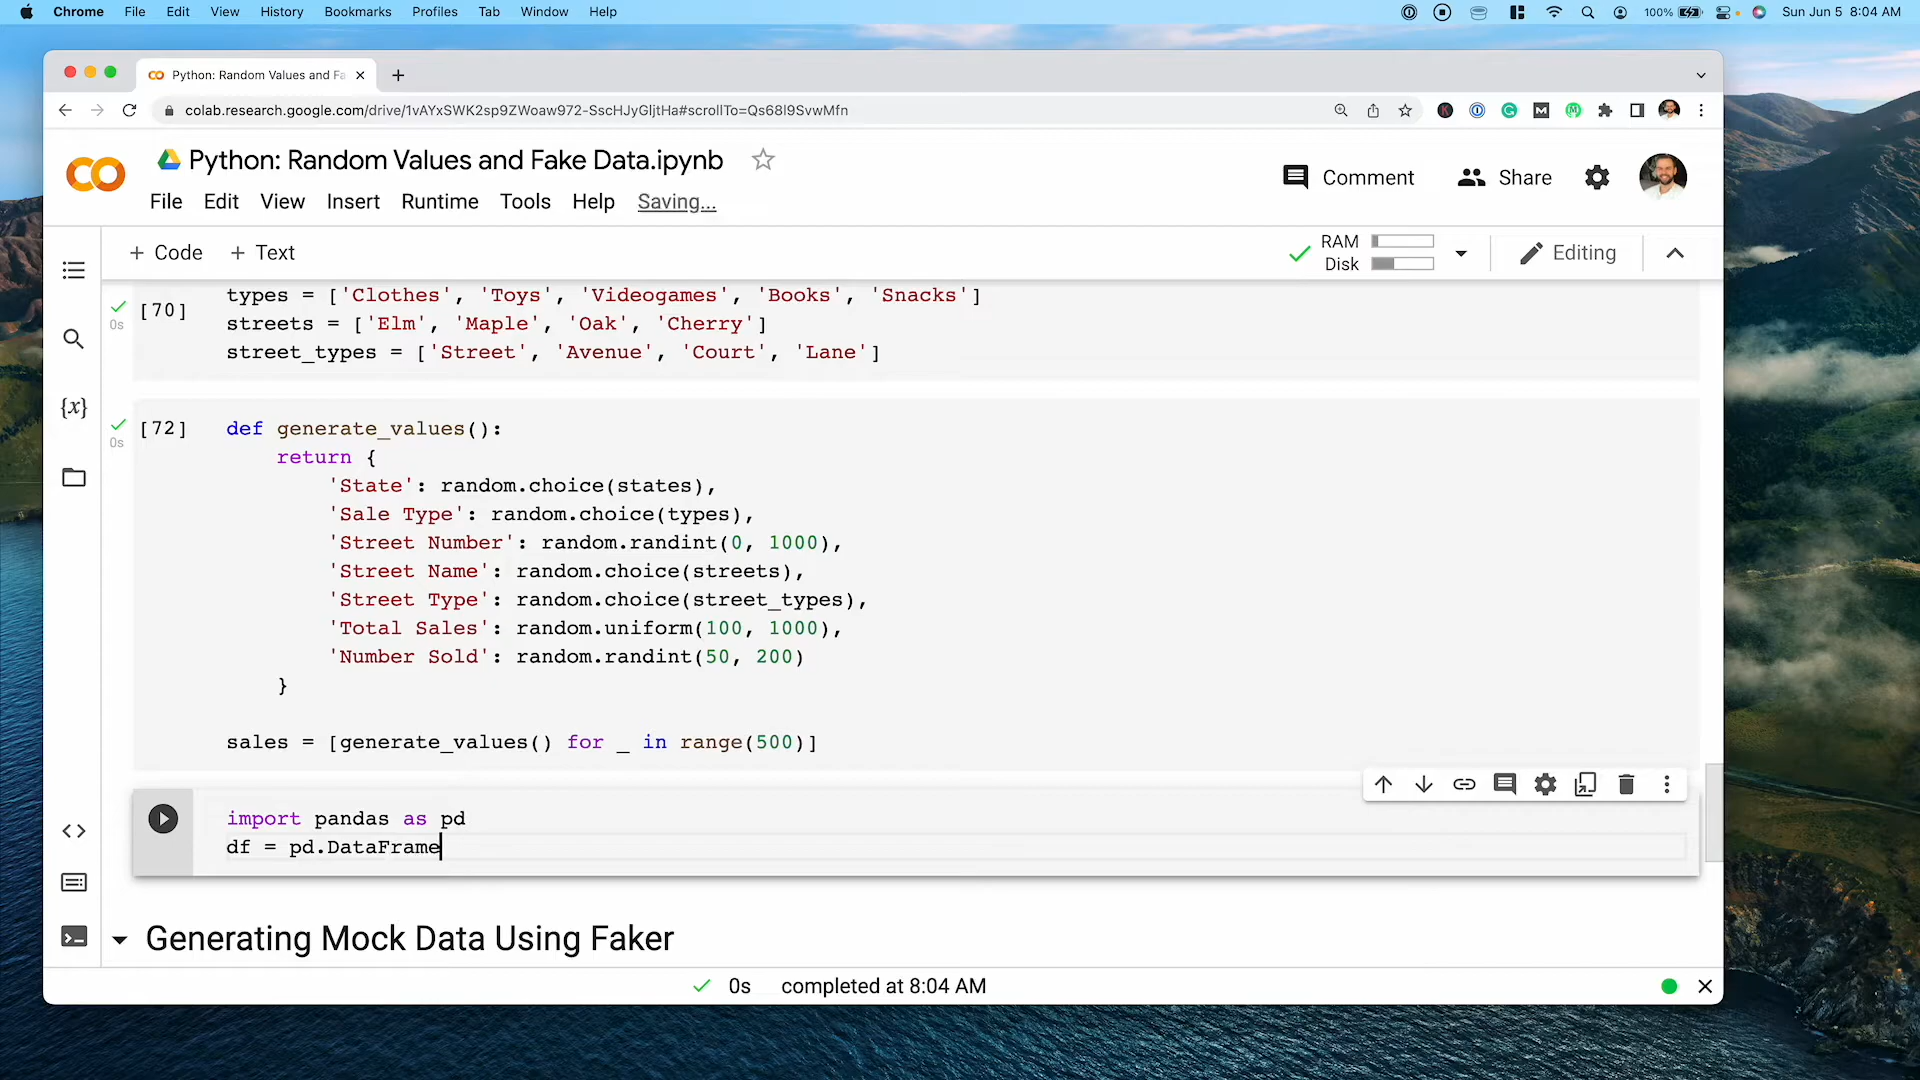 Chrome File Edit View History Bookmarks Profiles Tab Window Help 100% Sun Jun 5 8:04 AM
Python: Random Values and Fa
colab.research.google.com/drive/1vAYxSWK2sp9ZWoaw972-SscHJyGIjtHa#scrollTo=Qs68l9SvwMfn
Python: Random Values and Fake Data.ipynb
Comment Share
File Edit View Insert Runtime Tools Help Saving...
+ Code + Text
RAM
Disk
Editing
[70]
0s
types = ['Clothes', 'Toys', 'Videogames', 'Books', 'Snacks']
streets = ['Elm', 'Maple', 'Oak', 'Cherry']
street_types = ['Street', 'Avenue', 'Court', 'Lane']
{x}
[72]
0s
def generate_values():
return {
'State': random.choice(states),
'Sale Type': random.choice(types),
'Street Number': random.randint(0, 1000),
'Street Name': random.choice(streets),
'Street Type': random.choice(street_types),
'Total Sales': random.uniform(100, 1000),
'Number Sold': random.randint(50, 200)
}
sales = [generate_values() for _ in range(500)]
import pandas as pd
df = pd.DataFrame
Generating Mock Data Using Faker
0s completed at 8:04 AM